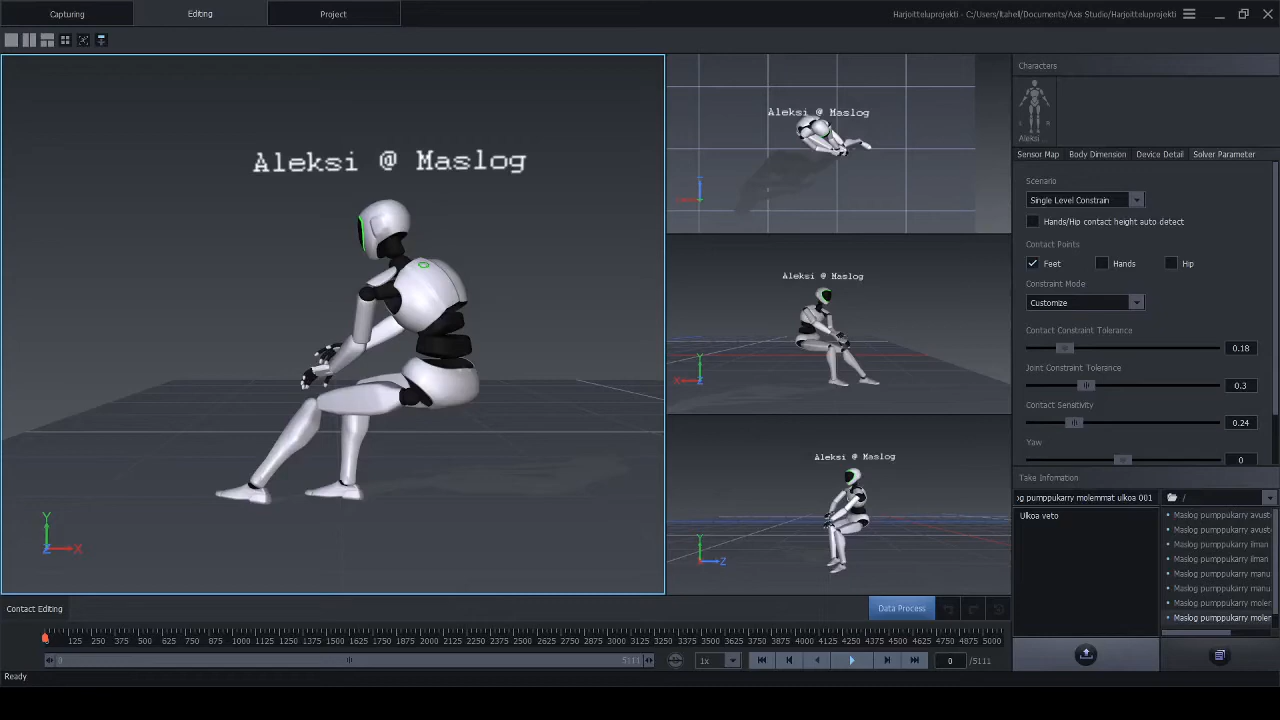 Capturing
Editing
Project
Harjoitteluprojekti - C:/Users/ltahell/Documents/Axis Studio/Harjoitteluprojekti
Aleksi @ Maslog
Aleksi @ Maslog
Aleksi @ Maslog
Aleksi @ Maslog
Y
Z
X
Y
X
Y
Z
Characters
Aleksi ...
Sensor Map
Body Dimension
Device Detail
Solver Parameter
Scenario
Single Level Constrain
Hands/Hip contact height auto detect
Contact Points
Feet
Hands
Hip
Constraint Mode
Customize
Contact Constraint Tolerance
0.18
Joint Constraint Tolerance
0.3
Contact Sensitivity
0.24
Yaw
0
Take Infomation
og pumppukarry molemmat ulkoa 001
/
Ulkoa veto
Maslog pumppukarry avust
Maslog pumppukarry avust
Maslog pumppukarry ilman
Maslog pumppukarry ilman
Maslog pumppukarry manu
Maslog pumppukarry manu
Maslog pumppukarry moler
Maslog pumppukarry moler
Contact Editing
Data Process
0 125 250 375 500 625 750 875 1000 1125 1250 1375 1500 1625 1750 1875 2000 2125 2250 2375 2500 2625 2750 2875 3000 3125 3250 3375 3500 3625 3750 3875 4000 4125 4250 4375 4500 4625 4750 4875 5000
0
5111
1x
0
/5111
Ready